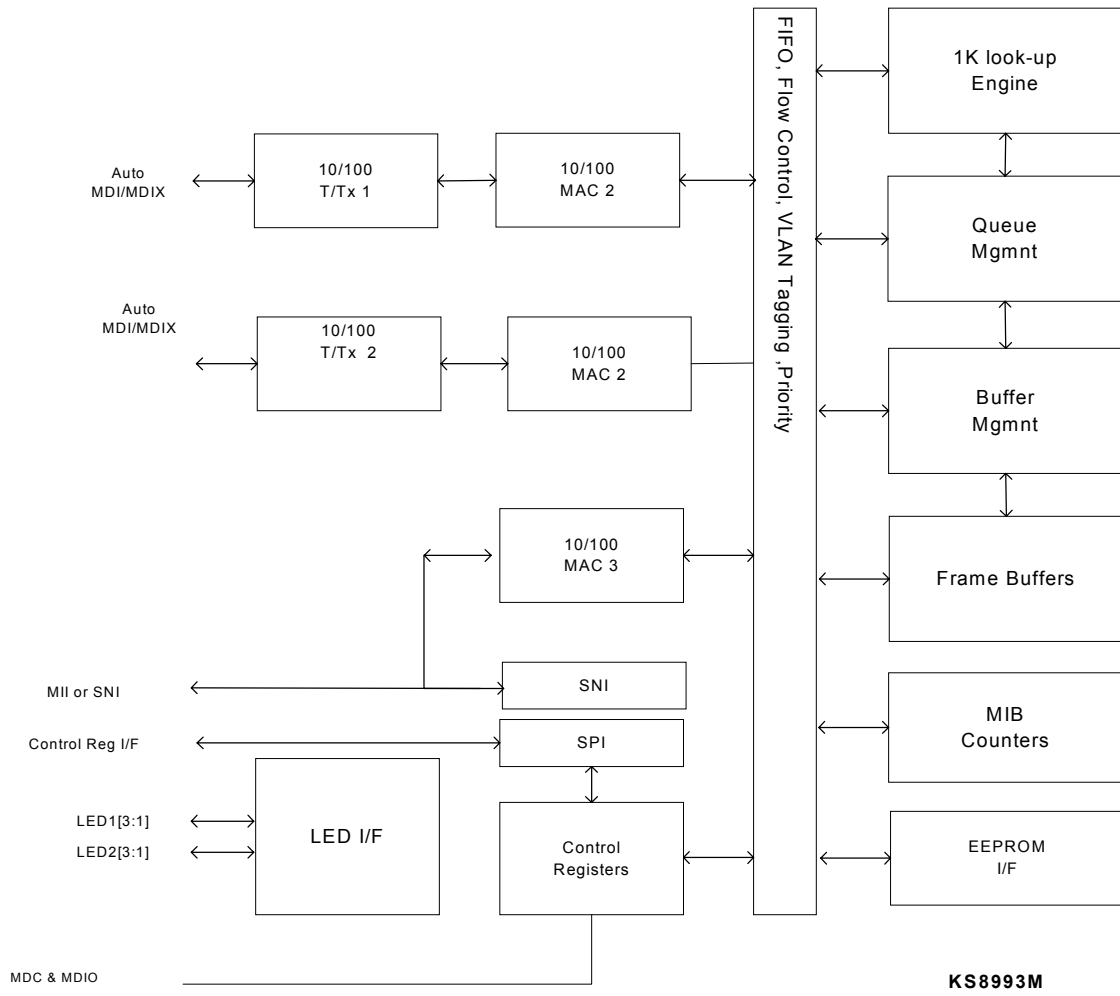 FIFO, Flow Control, VLAN Tagging ,Priority
1K look-up
Engine
Auto
MDI/MDIX
10/100
T/Tx 1
10/100
MAC 2
Queue
Mgmnt
Auto
MDI/MDIX
10/100
T/Tx 2
10/100
MAC 2
Buffer
Mgmnt
10/100
MAC 3
Frame Buffers
MII or SNI
SNI
MIB
Counters
Control Reg I/F
SPI
LED1[3:1]
LED2[3:1]
LED I/F
Control
Registers
EEPROM
I/F
MDC & MDIO
KS8993M